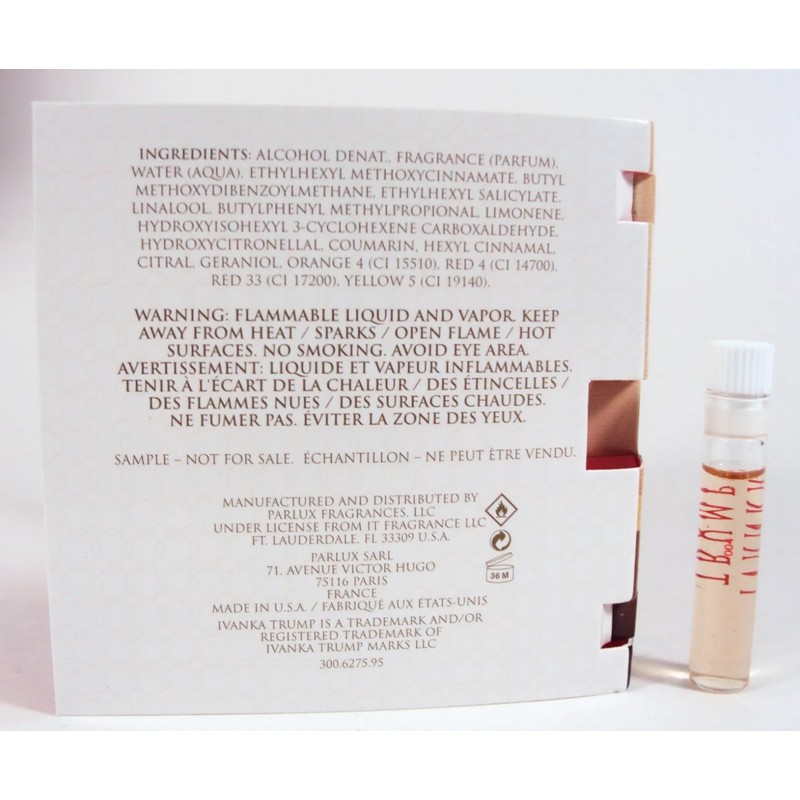 INGREDIENTS: ALCOHOL DENAT., FRAGRANCE (PARFUM),
WATER (AQUA), ETHYLHEXYL METHOXYCINNAMATE, BUTYL
METHOXYDIBENZOYLMETHANE, ETHYLHEXYL SALICYLATE,
LINALOOL, BUTYLPHENYL METHYLPROPIONAL, LIMONENE,
HYDROXYISOHEXYL 3-CYCLOHEXENE CARBOXALDEHYDE,
HYDROXYCITRONELLAL, COUMARIN, HEXYL CINNAMAL,
CITRAL, GERANIOL, ORANGE 4 (CI 15510), RED 4 (CI 14700),
RED 33 (CI 17200), YELLOW 5 (CI 19140).
WARNING: FLAMMABLE LIQUID AND VAPOR. KEEP
AWAY FROM HEAT / SPARKS / OPEN FLAME / HOT
SURFACES. NO SMOKING. AVOID EYE AREA.
AVERTISSEMENT: LIQUIDE ET VAPEUR INFLAMMABLES.
TENIR À L'ÉCART DE LA CHALEUR / DES ÉTINCELLES /
DES FLAMMES NUES / DES SURFACES CHAUDES.
NE FUMER PAS. ÉVITER LA ZONE DES YEUX.
SAMPLE – NOT FOR SALE. ÉCHANTILLON – NE PEUT ÈTRE VENDU.
MANUFACTURED AND DISTRIBUTED BY
PARLUX FRAGRANCES, LLC
UNDER LICENSE FROM IT FRAGRANCE LLC
FT. LAUDERDALE, FL 33309 U.S.A.
PARLUX SARL
71, AVENUE VICTOR HUGO
75116 PARIS
FRANCE
MADE IN U.S.A. / FABRIQUÉ AUX ÉTATS-UNIS
IVANKA TRUMP IS A TRADEMARK AND/OR
REGISTERED TRADEMARK OF
IVANKA TRUMP MARKS LLC
300.6275.95
36 M
TRUMP
004